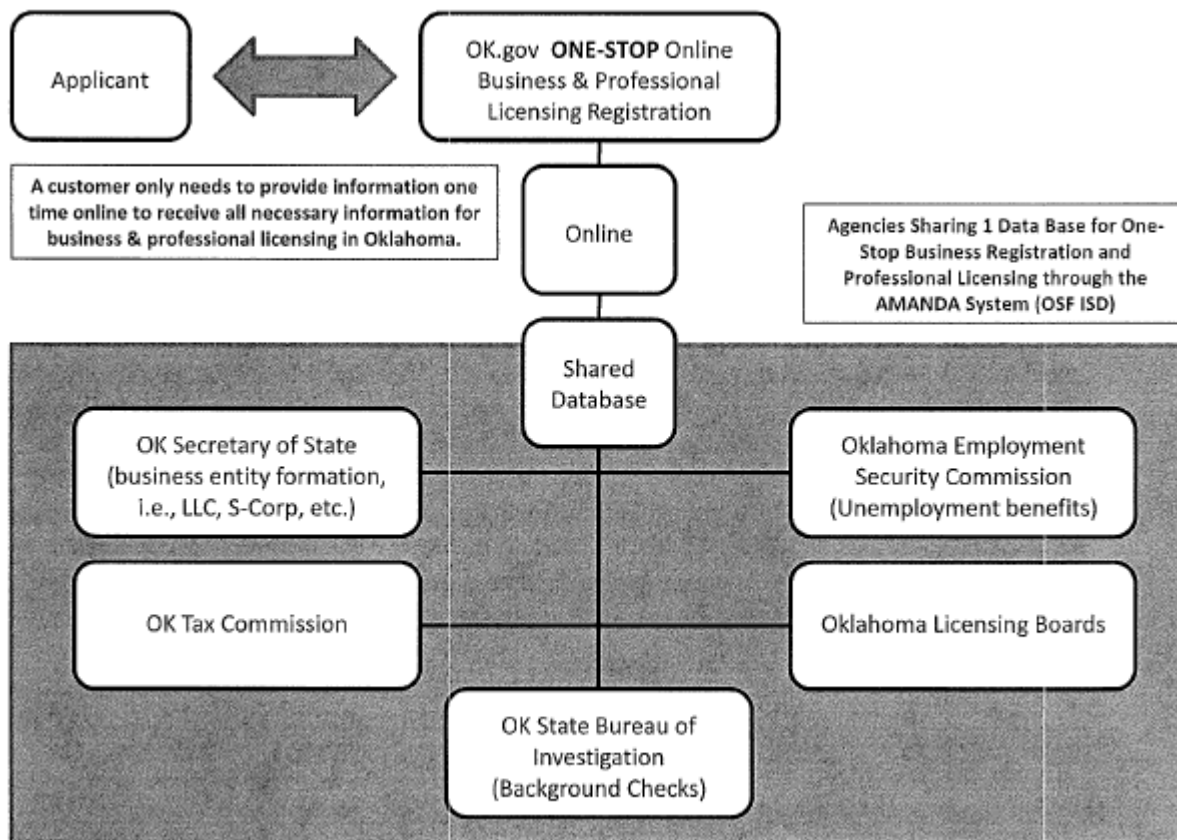 Applicant
OK.gov ONE-STOP Online
Business & Professional
Licensing Registration
A customer only needs to provide information one
time online to receive all necessary information for
business & professional licensing in Oklahoma.
Online
Agencies Sharing 1 Data Base for One-
Stop Business Registration and
Professional Licensing through the
AMANDA System (OSF ISD)
Shared
Database
OK Secretary of State
(business entity formation,
i.e., LLC, S-Corp, etc.)
Oklahoma Employment
Security Commission
(Unemployment benefits)
OK Tax Commission
Oklahoma Licensing Boards
OK State Bureau of
Investigation
(Background Checks)